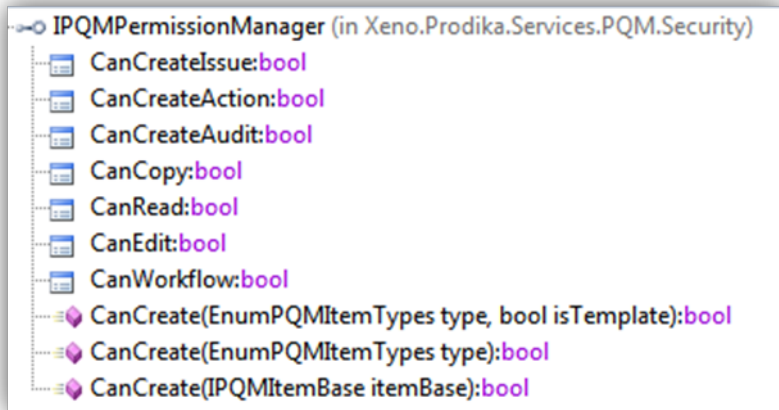 IPQMPermissionManager (in Xeno.Prodika.Services.PQM.Security)
CanCreateIssue:bool
CanCreateAction:bool
CanCreateAudit:bool
CanCopy:bool
CanRead:bool
CanEdit:bool
CanWorkflow:bool
CanCreate(EnumPQMItemTypes type, bool isTemplate):bool
CanCreate(EnumPQMItemTypes type):bool
CanCreate(IPQMItemBase itemBase):bool